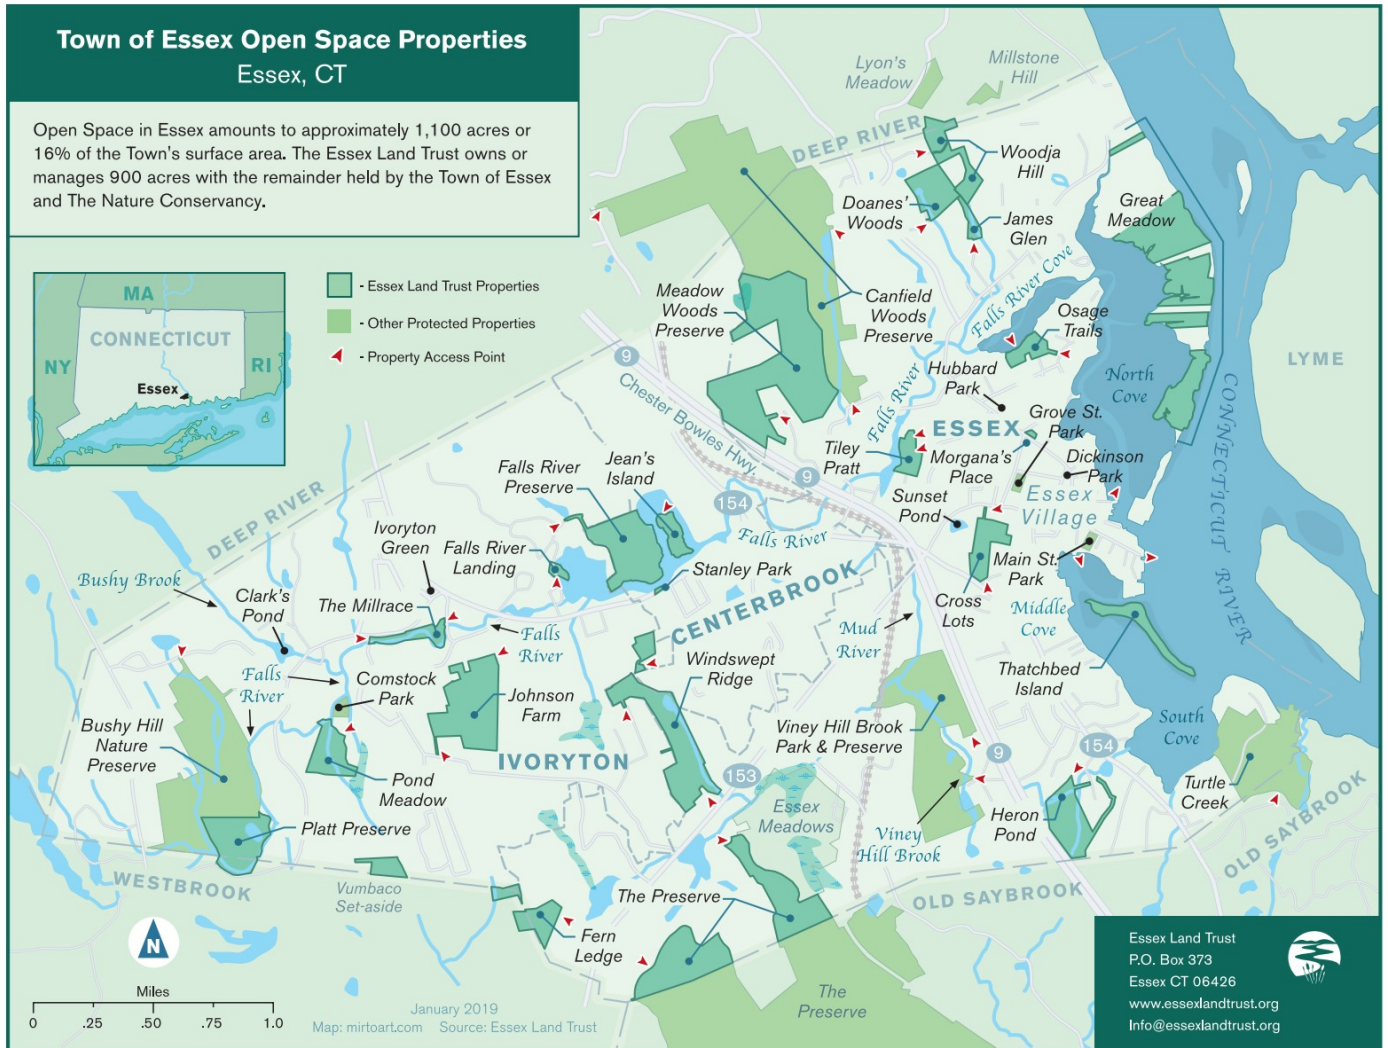 Town of Essex Open Space Properties
Essex, CT
Open Space in Essex amounts to approximately 1,100 acres or
16% of the Town's surface area. The Essex Land Trust owns or
manages 900 acres with the remainder held by the Town of Essex
and The Nature Conservancy.
MA
CONNECTICUT
NY
RI
Essex
- Essex Land Trust Properties
- Other Protected Properties
- Property Access Point
Lyon's
Meadow
Millstone
Hill
DEEP RIVER
Woodja
Hill
Doanes'
Woods
James
Glen
Great
Meadow
Meadow
Woods
Preserve
Canfield
Woods
Preserve
Falls River Cove
Osage
Trails
LYME
9
Chester Bowles Hwy.
Falls River
Hubbard
Park
North
Cove
CONNECTICUT RIVER
Grove St.
Park
ESSEX
Tiley
Pratt
Morgana's
Place
Dickinson
Park
Falls River
Preserve
Jean's
Island
9
154
Sunset
Pond
Essex
Village
DEEP RIVER
Ivoryton
Green
Falls River
Landing
Falls River
Main St.
Park
Bushy Brook
Clark's
Pond
The Millrace
Stanley Park
CENTERBROOK
Cross
Lots
Middle
Cove
Falls
River
Mud
River
Falls
River
Comstock
Park
Johnson
Farm
Windswept
Ridge
Thatchbed
Island
Bushy Hill
Nature
Preserve
IVORYTON
Viney Hill Brook
Park & Preserve
South
Cove
9
154
Pond
Meadow
153
Essex
Meadows
Turtle
Creek
Platt Preserve
Viney
Hill Brook
Heron
Pond
OLD SAYBROOK
WESTBROOK
Vumbaco
Set-aside
The Preserve
OLD SAYBROOK
Fern
Ledge
The
Preserve
N
Miles
0 .25 .50 .75 1.0
January 2019
Map: mirtoart.com Source: Essex Land Trust
Essex Land Trust
P.O. Box 373
Essex CT 06426
www.essexlandtrust.org
Info@essexlandtrust.org